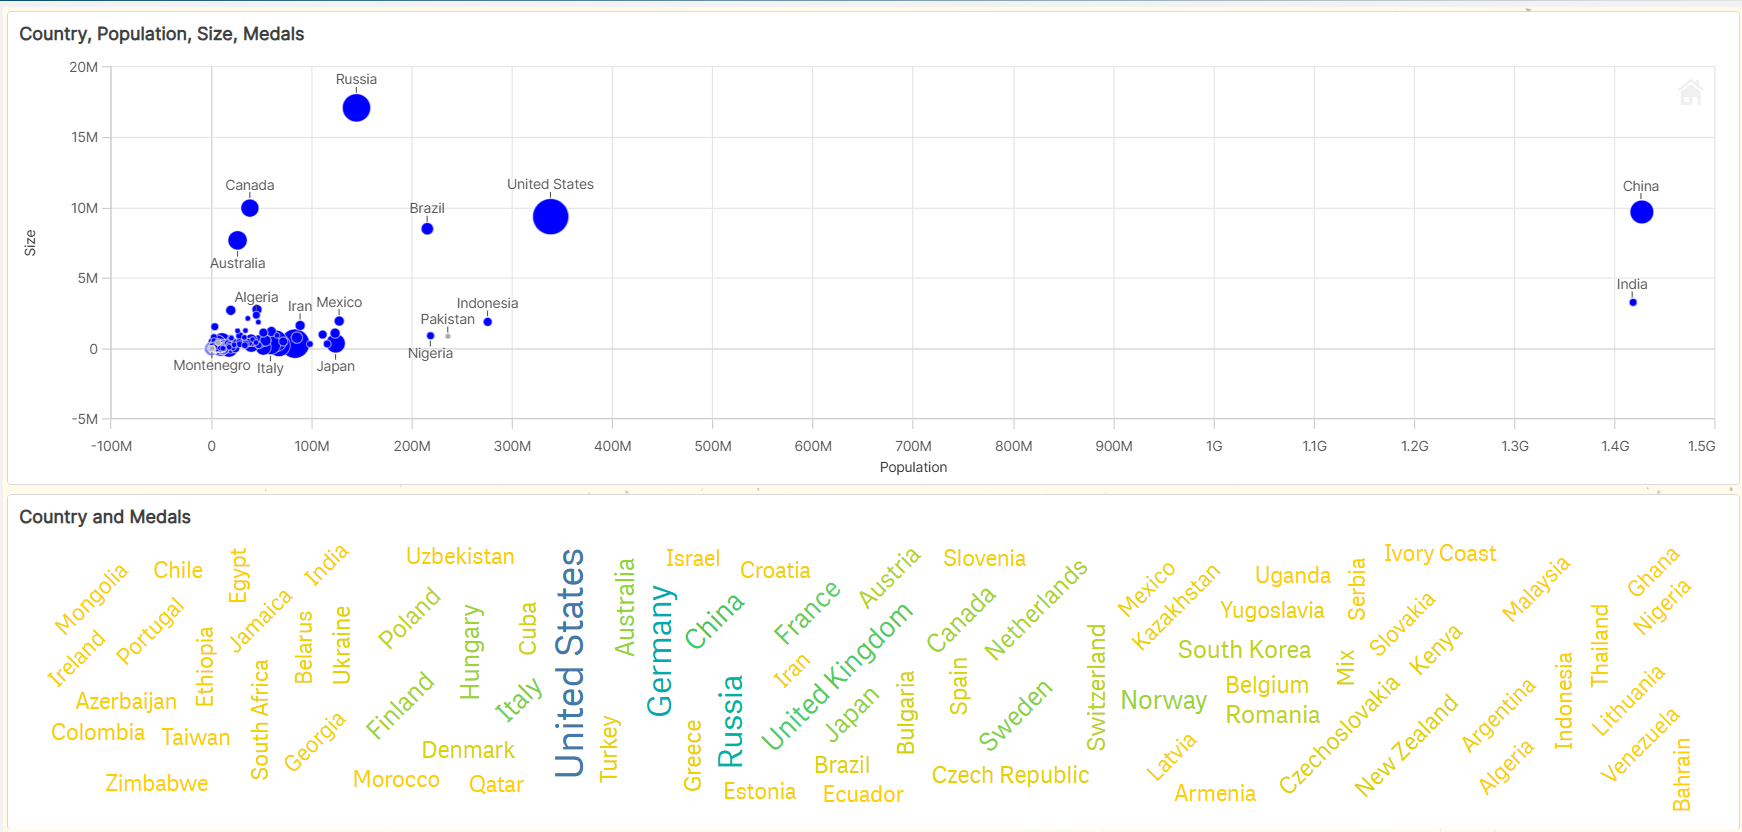 Country, Population, Size, Medals
20M
15M
10M
5M
0
-5M
Size
Russia
Canada
United States
China
Brazil
Australia
India
Algeria
Iran
Mexico
Indonesia
Pakistan
Nigeria
Montenegro
Italy
Japan
-100M 0 100M 200M 300M 400M 500M 600M 700M 800M 900M 1G 1.1G 1.2G 1.3G 1.4G 1.5G
Population
Country and Medals
Mongolia
Chile
Egypt
India
Uzbekistan
United States
Australia
Israel
Croatia
Austria
Slovenia
Netherlands
Mexico
Kazakhstan
Uganda
Serbia
Ivory Coast
Malaysia
Ghana
Nigeria
Ireland
Portugal
Ethiopia
Jamaica
Belarus
Ukraine
Poland
Hungary
Cuba
Germany
China
France
United Kingdom
Canada
Yugoslavia
Slovakia
Kenya
Thailand
Azerbaijan
South Africa
Finland
Italy
Russia
Iran
Japan
Bulgaria
Spain
Sweden
Switzerland
Norway
South Korea
Mix
Belgium
Romania
Indonesia
Lithuania
Colombia
Taiwan
Georgia
Denmark
Turkey
Greece
Brazil
Czech Republic
Latvia
Czechoslovakia
New Zealand
Argentina
Algeria
Venezuela
Bahrain
Zimbabwe
Morocco
Qatar
Estonia
Ecuador
Armenia